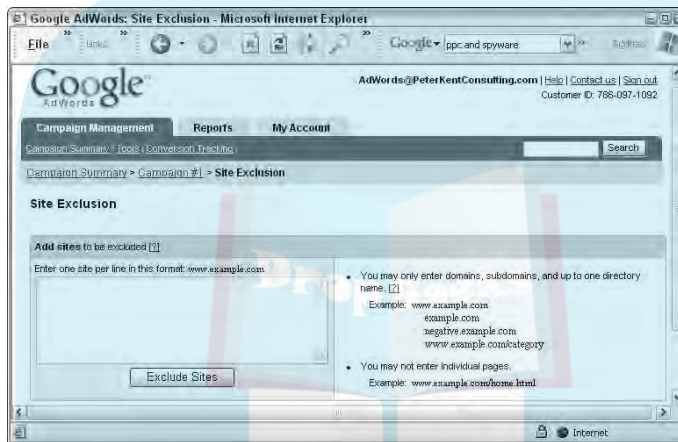 Google AdWords: Site Exclusion - Microsoft Internet Explorer
File » Links » Google ppc and spyware » Address
Google
AdWords
AdWords@PeterKentConsulting.com | Help | Contact us | Sign out
Customer ID: 786-097-1092
Campaign Management Reports My Account
Campaign Summary | Tools | Conversion Tracking Search
Campaign Summary > Campaign #1 > Site Exclusion
Site Exclusion
Add sites to be excluded [?]
Enter one site per line in this format: www.example.com
Exclude Sites
• You may only enter domains, subdomains, and up to one directory
name. [?]
Example: www.example.com
example.com
negative.example.com
www.example.com/category
• You may not enter individual pages.
Example: www.example.com/home.html
Internet